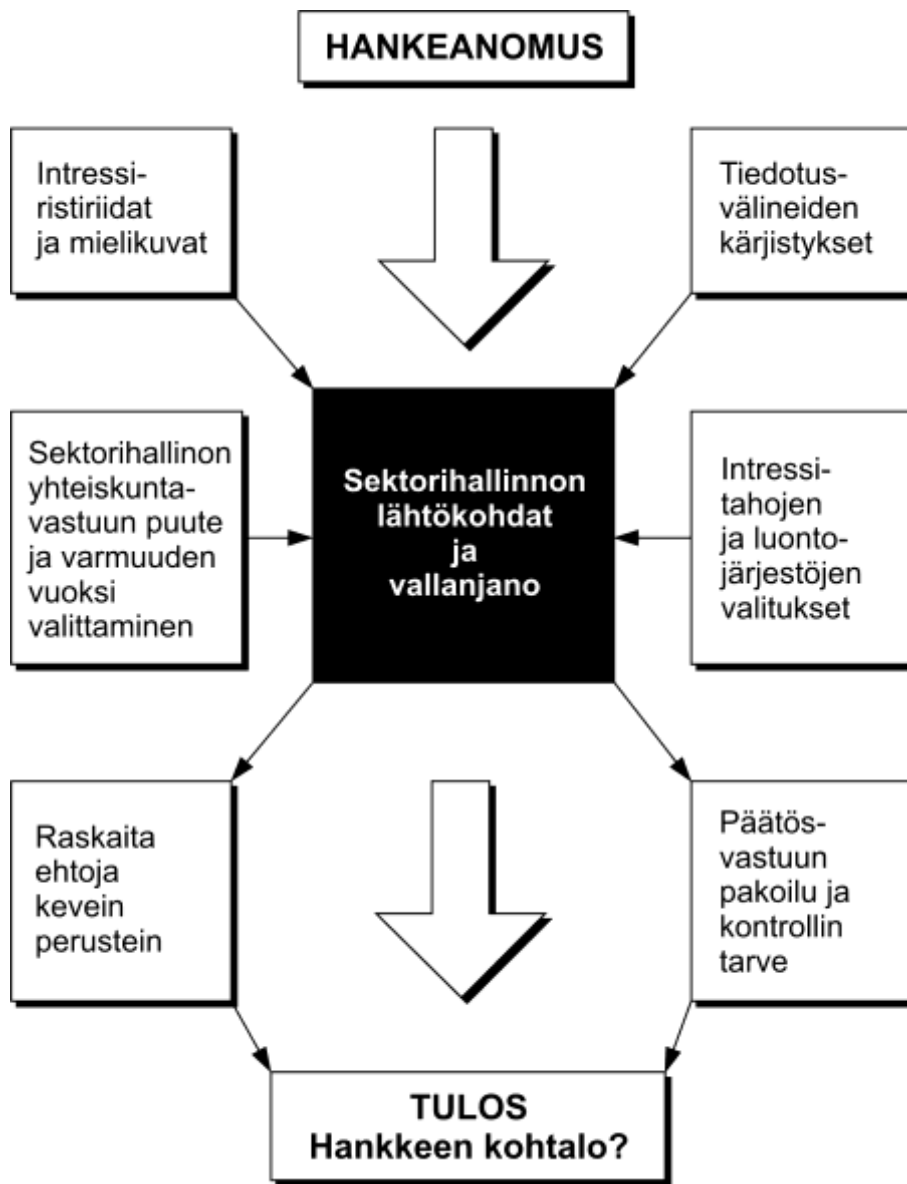 HANKEANOMUS
Intressi-
ristiriidat
ja mielikuvat
Tiedotus-
välineiden
kärjistykset
Sektorihallinon
yhteiskunta-
vastuun puute
ja varmuuden
vuoksi
valittaminen
Sektorihallinnon
lähtökohdat
ja
vallanjano
Intressi-
tahojen
ja luonto-
järjestöjen
valitukset
Raskaita
ehtoja
kevein
perustein
Päätös-
vastuun
pakoilu ja
kontrollin
tarve
TULOS
Hankkeen kohtalo?